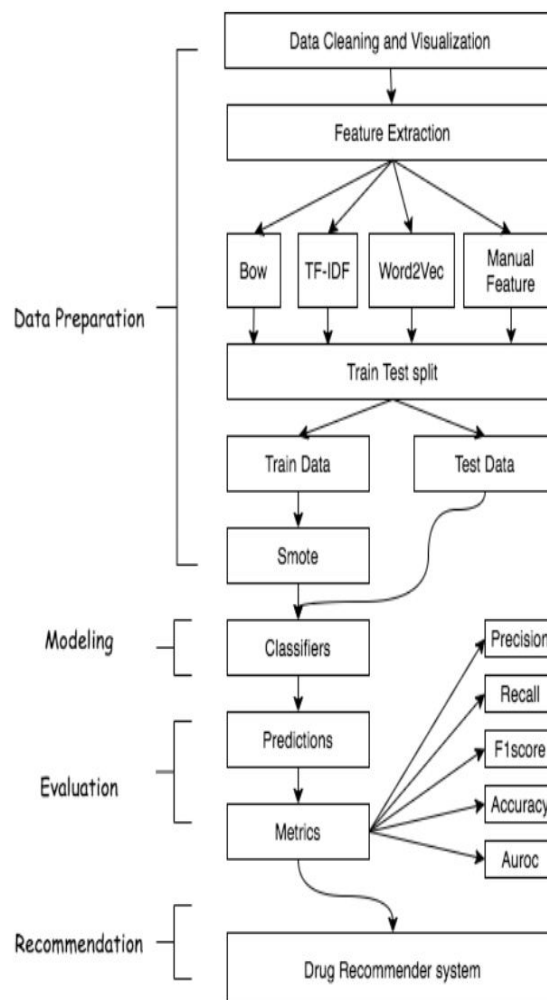 Data Cleaning and Visualization
Feature Extraction
Bow
TF-IDF
Word2Vec
Manual
Feature
Data Preparation
Train Test split
Train Data
Test Data
Smote
Modeling
Classifiers
Precision
Recall
Predictions
F1score
Evaluation
Accuracy
Metrics
Auroc
Recommendation
Drug Recommender system